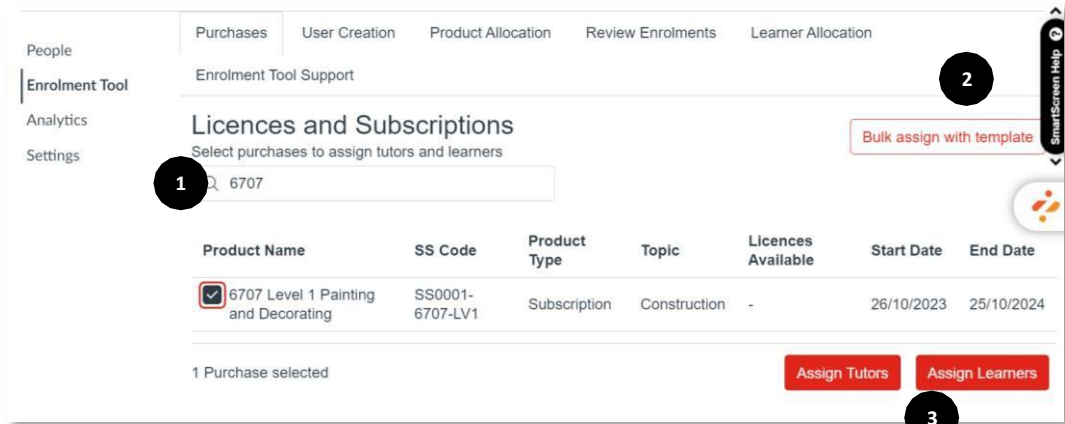 Purchases User Creation Product Allocation Review Enrolments Learner Allocation
People
Enrolment Tool Support
Enrolment Tool
2
SmartScreen Help ?
Analytics
Licences and Subscriptions
Bulk assign with template
Settings
Select purchases to assign tutors and learners
1
6707
Product Name SS Code Product Type Topic Licences Available Start Date End Date
6707 Level 1 Painting and Decorating SS0001-6707-LV1 Subscription Construction - 26/10/2023 25/10/2024
1 Purchase selected
Assign Tutors Assign Learners
3